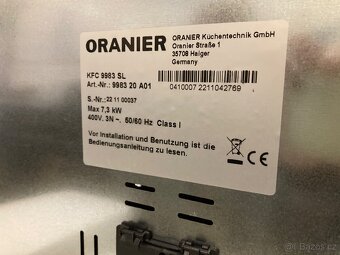 ORANIER
ORANIER Küchentechnik GmbH
Oranier Straße 1
35708 Haiger
Germany
KFC 9983 SL
Art.-Nr.: 9983 20 A01
0410007 2211042769
S.-Nr.: 22 11 00037
Max 7,3 kW
400V. 3N ~. 50/60 Hz Class I
Vor Installation und Benutzung ist die
Bedienungsanleitung zu lesen.